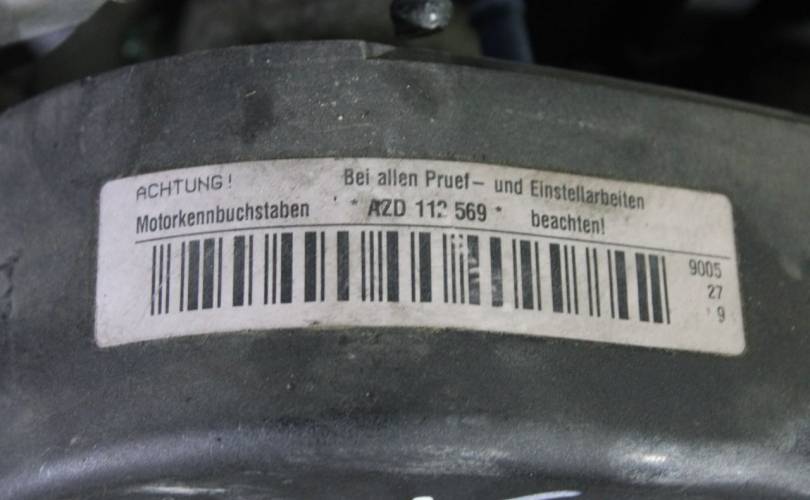 ACHTUNG! Bei allen Pruef- und Einstellarbeiten
Motorkennbuchstaben * AZD 112 569 * beachten!
9005
27
9